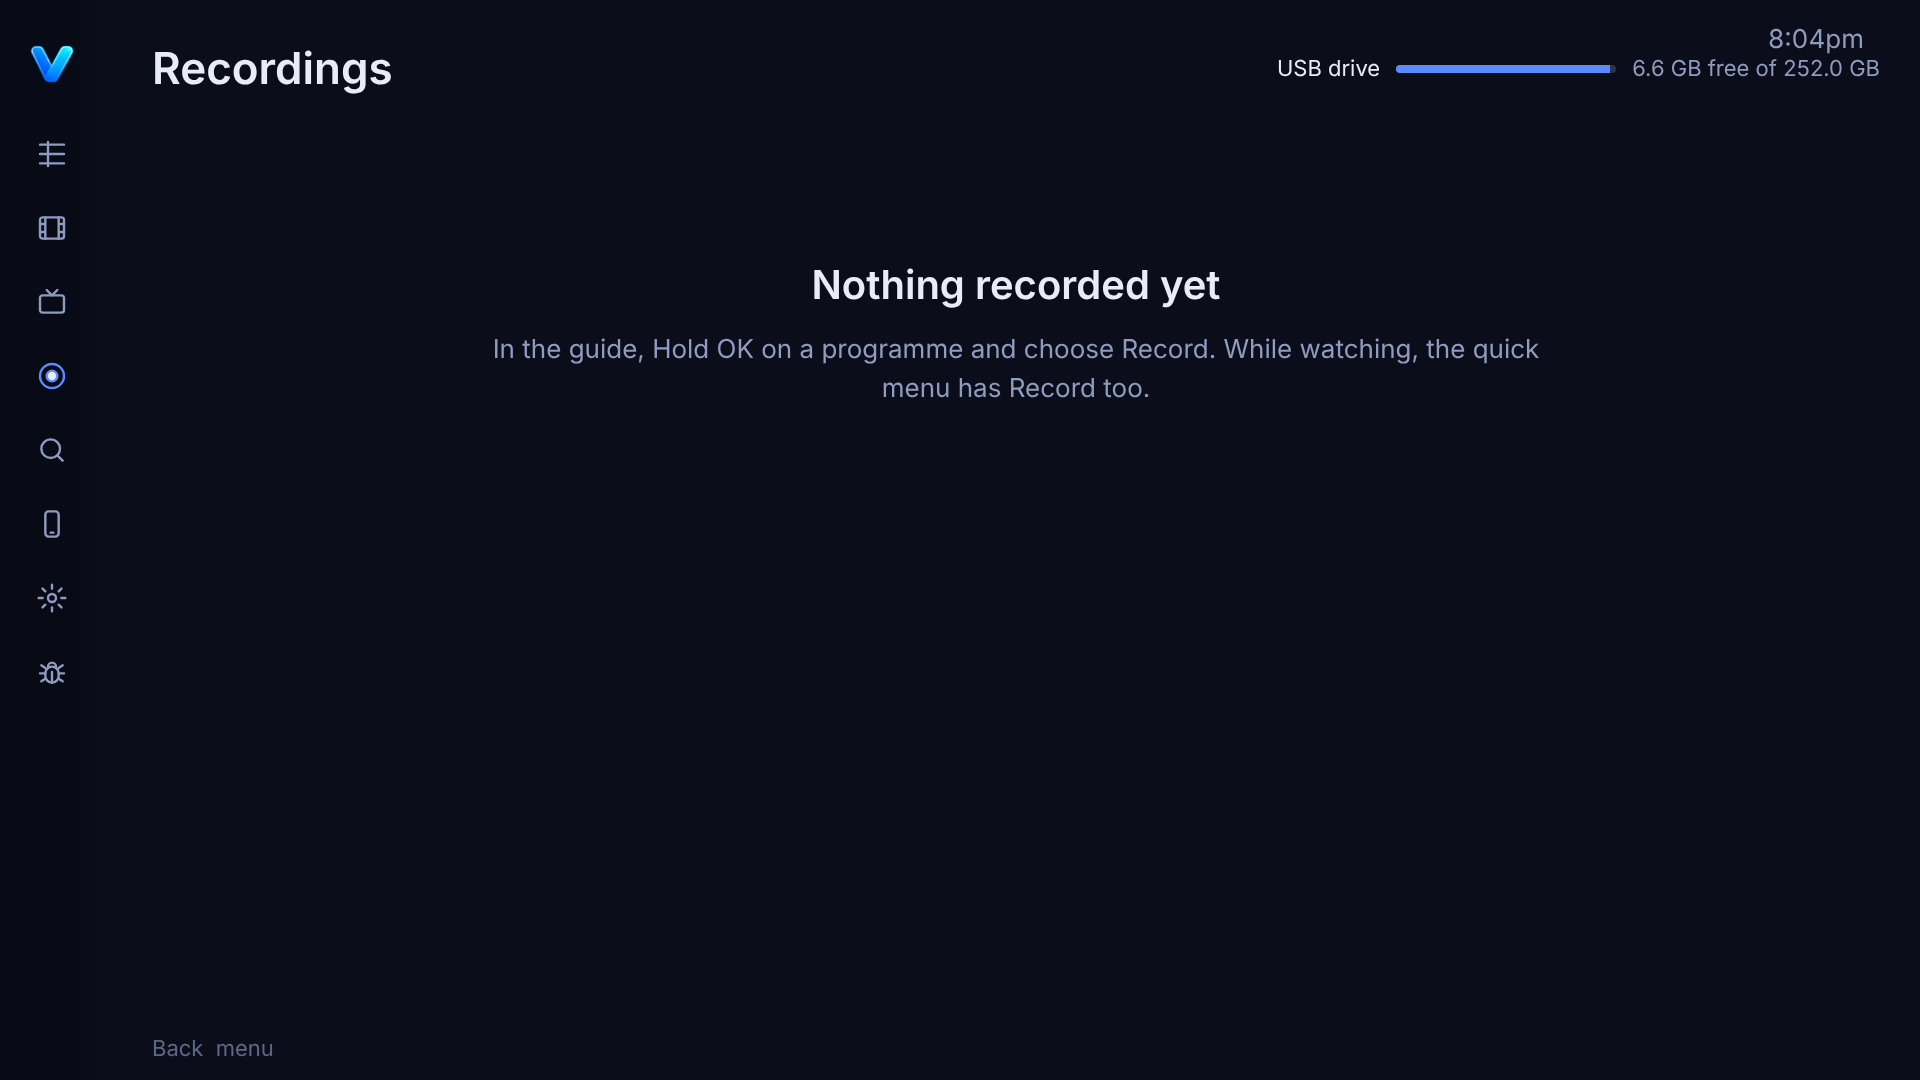 Recordings
8:04pm
USB drive 6.6 GB free of 252.0 GB
Nothing recorded yet
In the guide, Hold OK on a programme and choose Record. While watching, the quick
menu has Record too.
Back menu